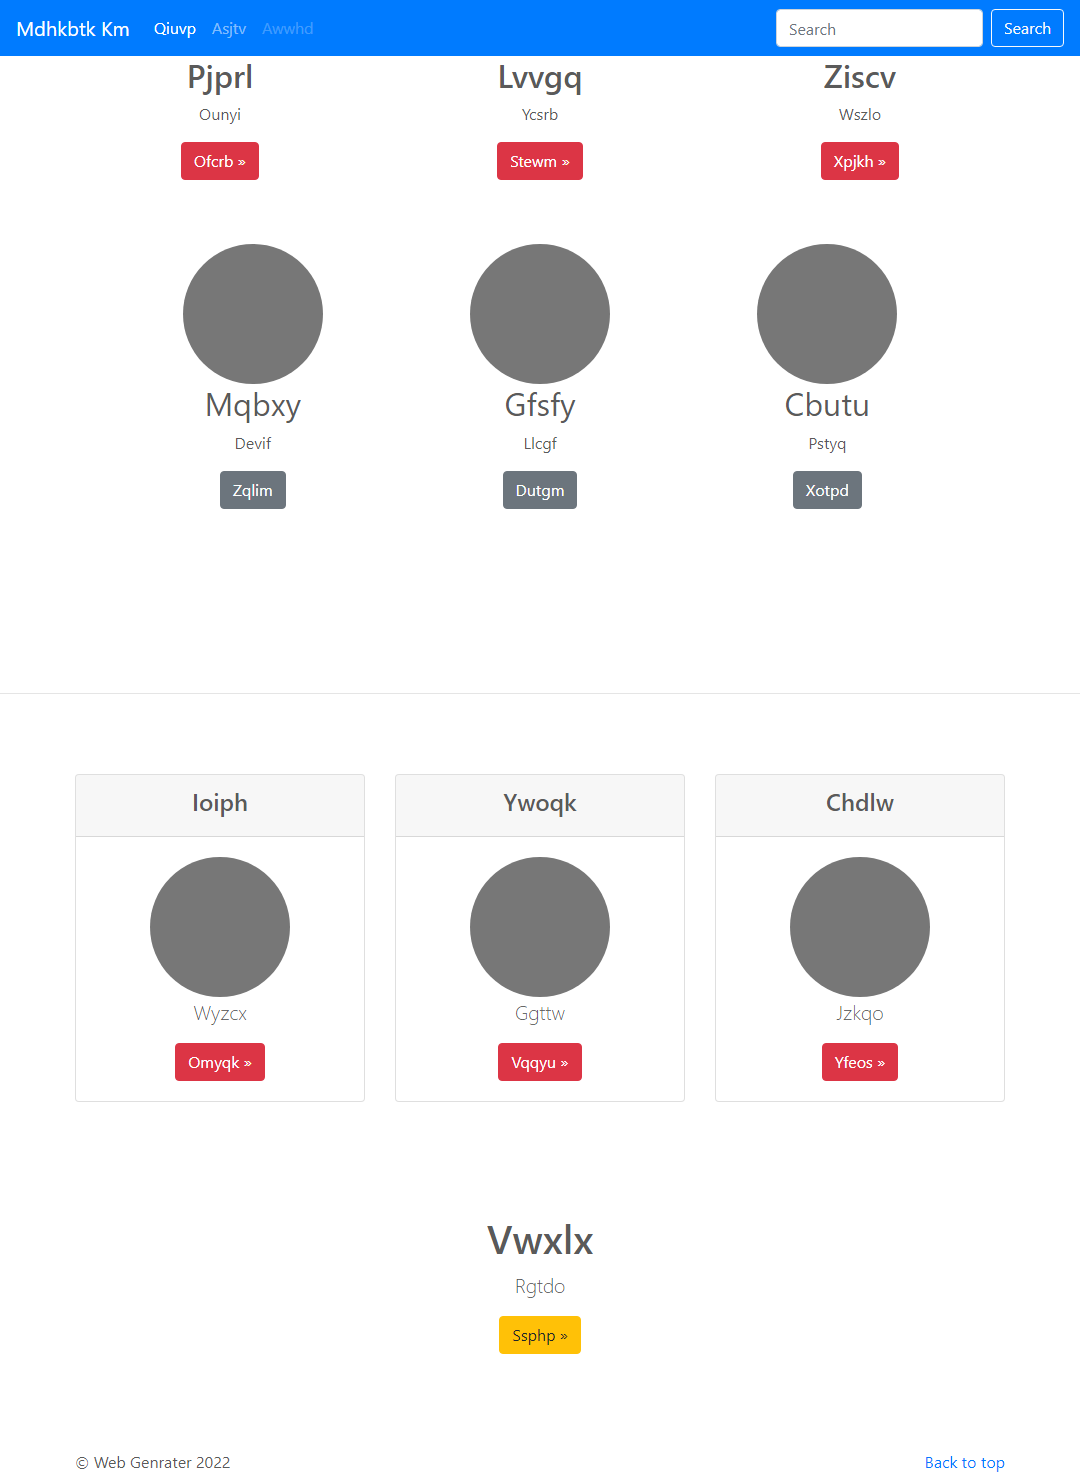 Mdhkbtk Km Qiuvp Asjtv Awwhd Search Search
Pjprl Lvvgq Ziscv
Ounyi Ycsrb Wszlo
Ofcrb » Stewm » Xpjkh »
Mqbxy Gfsfy Cbutu
Devif Llcgf Pstyq
Zqlim Dutgm Xotpd
Ioiph Ywoqk Chdlw
Wyzcx Ggttw Jzkqo
Omyqk » Vqqyu » Yfeos »
Vwxlx
Rgtdo
Ssphp »
© Web Genrater 2022 Back to top